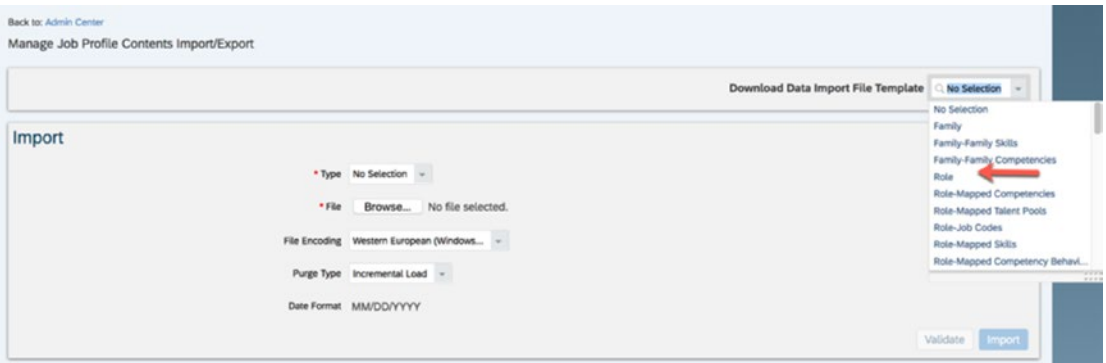 Back to: Admin Center
Manage Job Profile Contents Import/Export
Download Data Import File Template No Selection
No Selection
Family
Family-Family Skills
Family-Family Competencies
Role
Role-Mapped Competencies
Role-Mapped Talent Pools
Role-Job Codes
Role-Mapped Skills
Role-Mapped Competency Behavi...
Import
* Type No Selection
* File Browse... No file selected.
File Encoding Western European (Windows...
Purge Type Incremental Load
Date Format MM/DD/YYYY
Validate Import